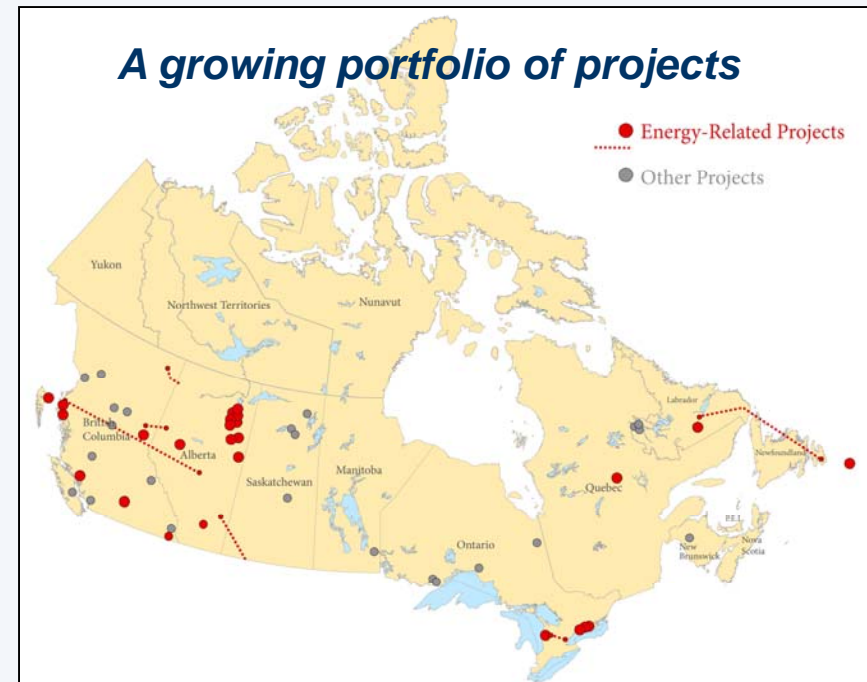 A growing portfolio of projects
Energy-Related Projects
Other Projects
Yukon
Northwest Territories
Nunavut
British
Columbia
Alberta
Saskatchewan
Manitoba
Ontario
Quebec
Labrador
Newfoundland
P.E.I.
New
Brunswick
Nova
Scotia